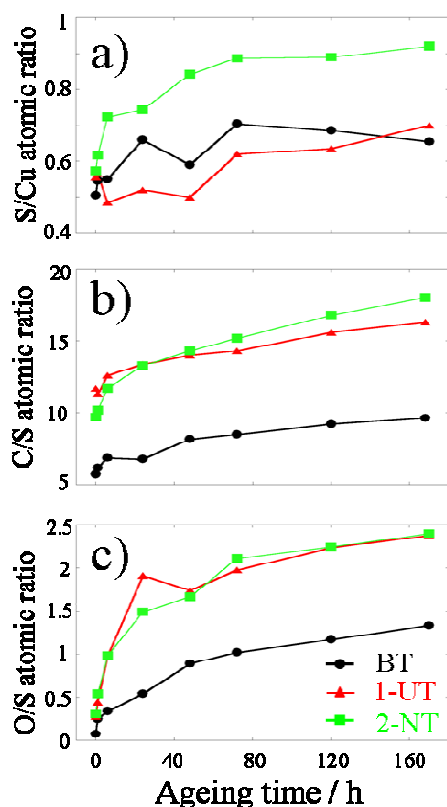 a)
S/Cu atomic ratio
1
0.8
0.6
0.4
b)
C/S atomic ratio
20
15
10
5
c)
O/S atomic ratio
2.5
2
1.5
1
0.5
0
BT
1-UT
2-NT
0 40 80 120 160
Ageing time / h